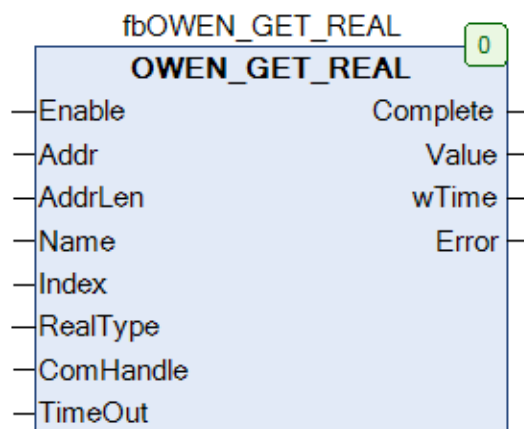 fbOWEN_GET_REAL
0
OWEN_GET_REAL
Enable Complete
Addr Value
AddrLen wTime
Name Error
Index
RealType
ComHandle
TimeOut